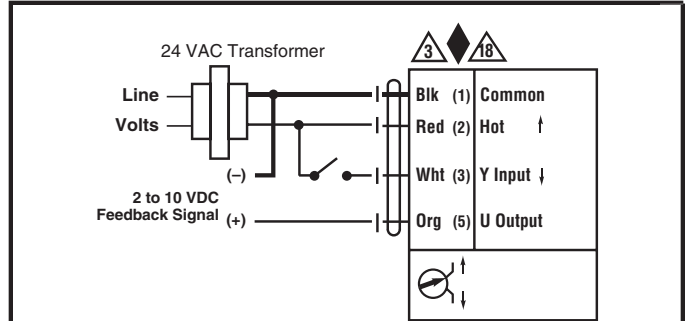 24 VAC Transformer
3
18
Line
Volts
Blk (1) Common
Red (2) Hot ↑
(–)
Wht (3) Y Input ↓
2 to 10 VDC
Feedback Signal (+)
Org (5) U Output
↑
↓